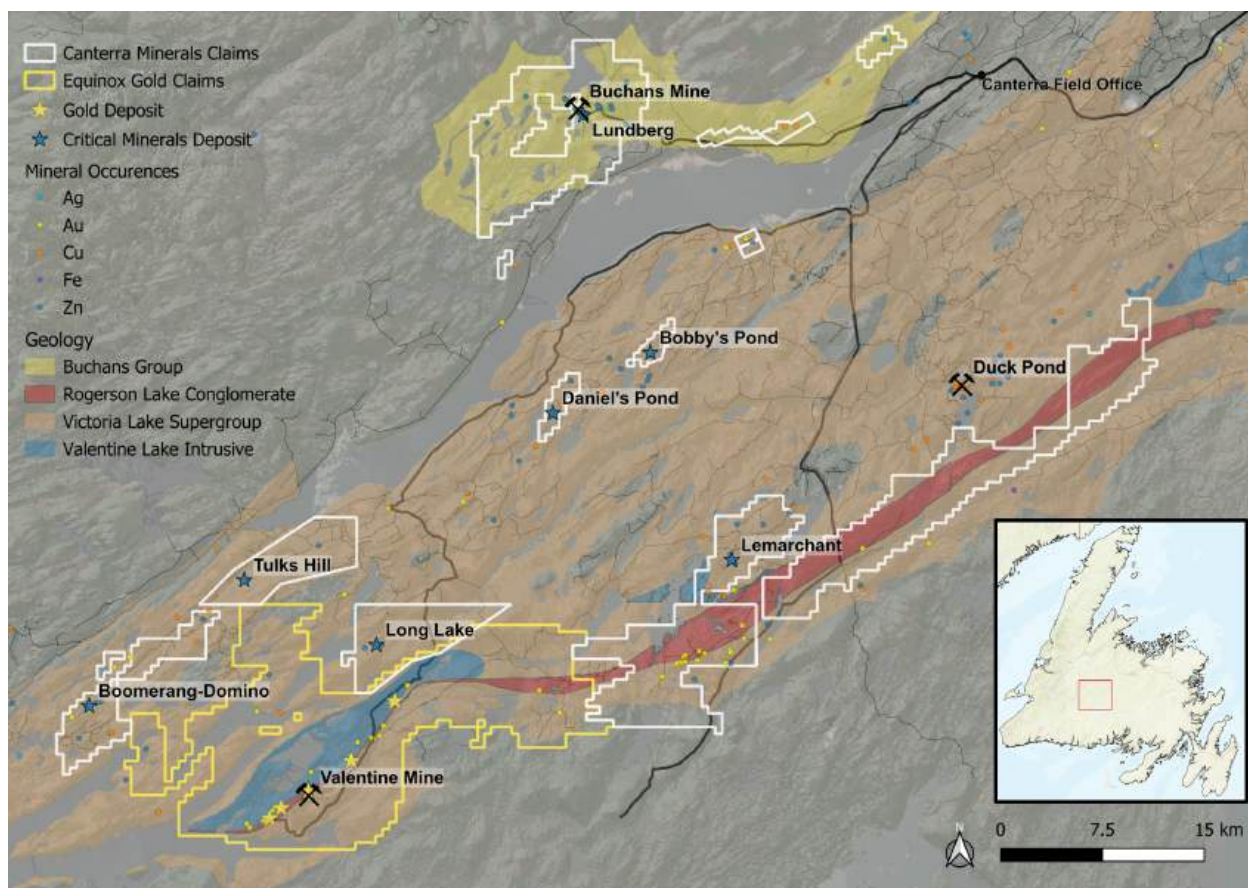 Canterra Minerals Claims
Equinox Gold Claims
Gold Deposit
Critical Minerals Deposit
Mineral Occurences
Ag
Au
Cu
Fe
Zn
Geology
Buchans Group
Rogerson Lake Conglomerate
Victoria Lake Supergroup
Valentine Lake Intrusive
Buchans Mine
Lundberg
Canterra Field Office
Bobby's Pond
Daniel's Pond
Duck Pond
Lemarchant
Tulks Hill
Long Lake
Boomerang-Domino
Valentine Mine
N
0 7.5 15 km